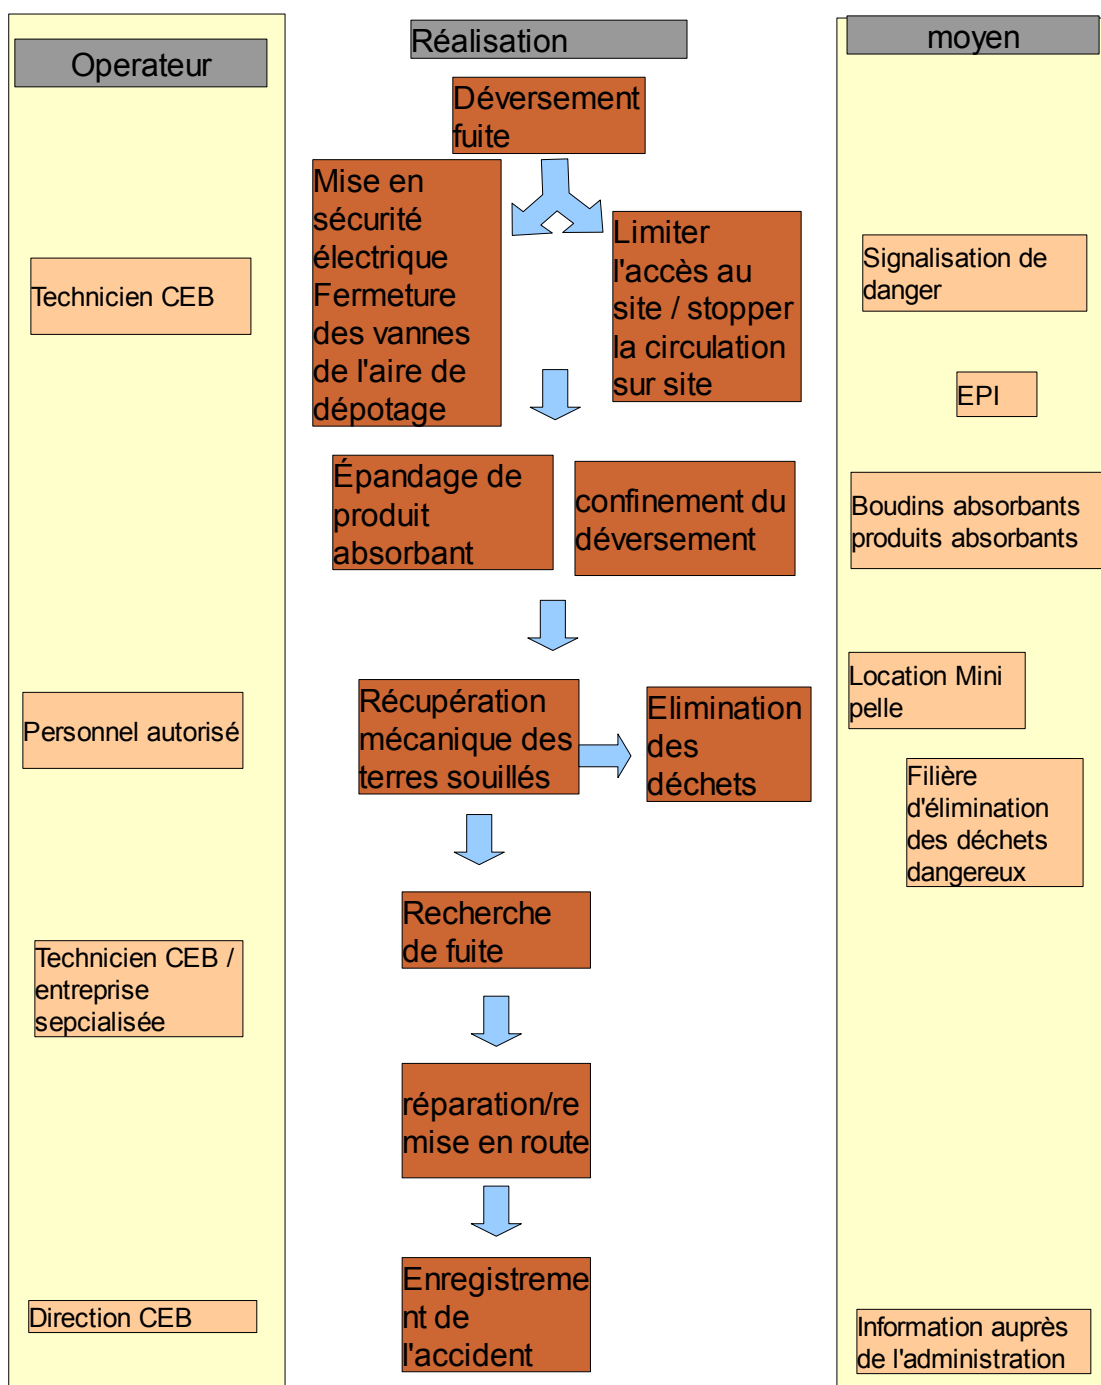 Operateur
Réalisation
moyen
Déversement
fuite
Mise en
sécurité
électrique
Fermeture
des vannes
de l'aire de
dépotage
Limiter
l'accès au
site / stopper
la circulation
sur site
Technicien CEB
Signalisation de
danger
EPI
Épandage de
produit
absorbant
confinement du
déversement
Boudins absorbants
produits absorbants
Personnel autorisé
Récupération
mécanique des
terres souillés
Elimination
des
déchets
Location Mini
pelle
Filière
d'élimination
des déchets
dangereux
Recherche
de fuite
Technicien CEB /
entreprise
sepcialisée
réparation/re
mise en route
Enregistreme
nt de
l'accident
Direction CEB
Information auprès
de l'administration